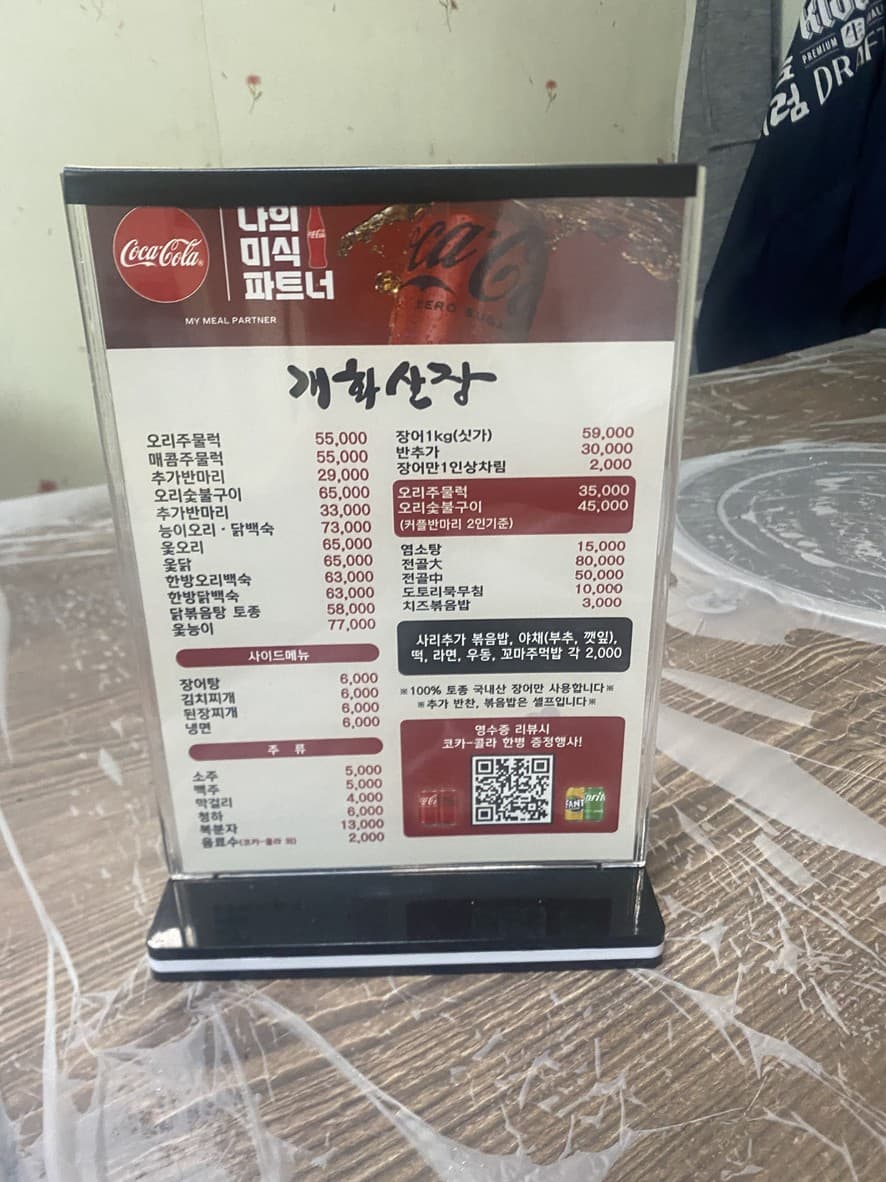 Coca-Cola
나의
미식
파트너
MY MEAL PARTNER
ZERO SUGAR
PREMIUM 生
DRAFT
개화산장
오리주물럭 55,000
매콤주물럭 55,000
추가반마리 29,000
오리숯불구이 65,000
추가반마리 33,000
능이오리 · 닭백숙 73,000
옻오리 65,000
옻닭 65,000
한방오리백숙 63,000
한방닭백숙 63,000
닭볶음탕 토종 58,000
옻능이 77,000
사이드메뉴
장어탕 6,000
김치찌개 6,000
된장찌개 6,000
냉면 6,000
주 류
소주 5,000
맥주 5,000
막걸리 4,000
청하 6,000
복분자 13,000
음료수(코카-콜라 외) 2,000
장어1kg(싯가) 59,000
반추가 30,000
장어만1인상차림 2,000
오리주물럭 35,000
오리숯불구이 45,000
(커플반마리 2인기준)
염소탕 15,000
전골大 80,000
전골中 50,000
도토리묵무침 10,000
치즈볶음밥 3,000
사리추가 볶음밥, 야채(부추, 깻잎),
떡, 라면, 우동, 꼬마주먹밥 각 2,000
※100% 토종 국내산 장어만 사용합니다※
※추가 반찬, 볶음밥은 셀프입니다※
영수증 리뷰시
코카-콜라 한병 증정행사!